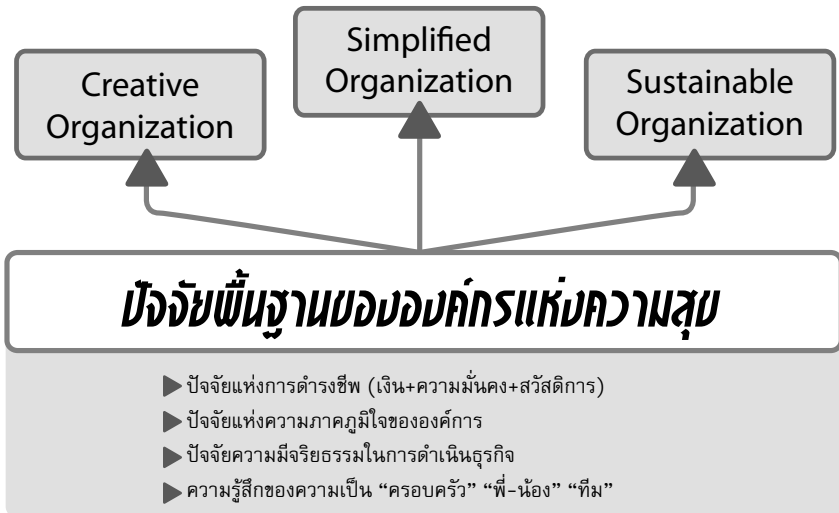 Simplified
Organization
Creative
Organization
Sustainable
Organization
ปัจจัยพื้นฐานขององค์กรแห่งความสุข
ปัจจัยแห่งการดำรงชีพ (เงิน+ความมั่นคง+สวัสดิการ)
ปัจจัยแห่งความภาคภูมิใจขององค์การ
ปัจจัยความมีจริยธรรมในการดำเนินธุรกิจ
ความรู้สึกของความเป็น “ครอบครัว” “พี่-น้อง” “ทีม”